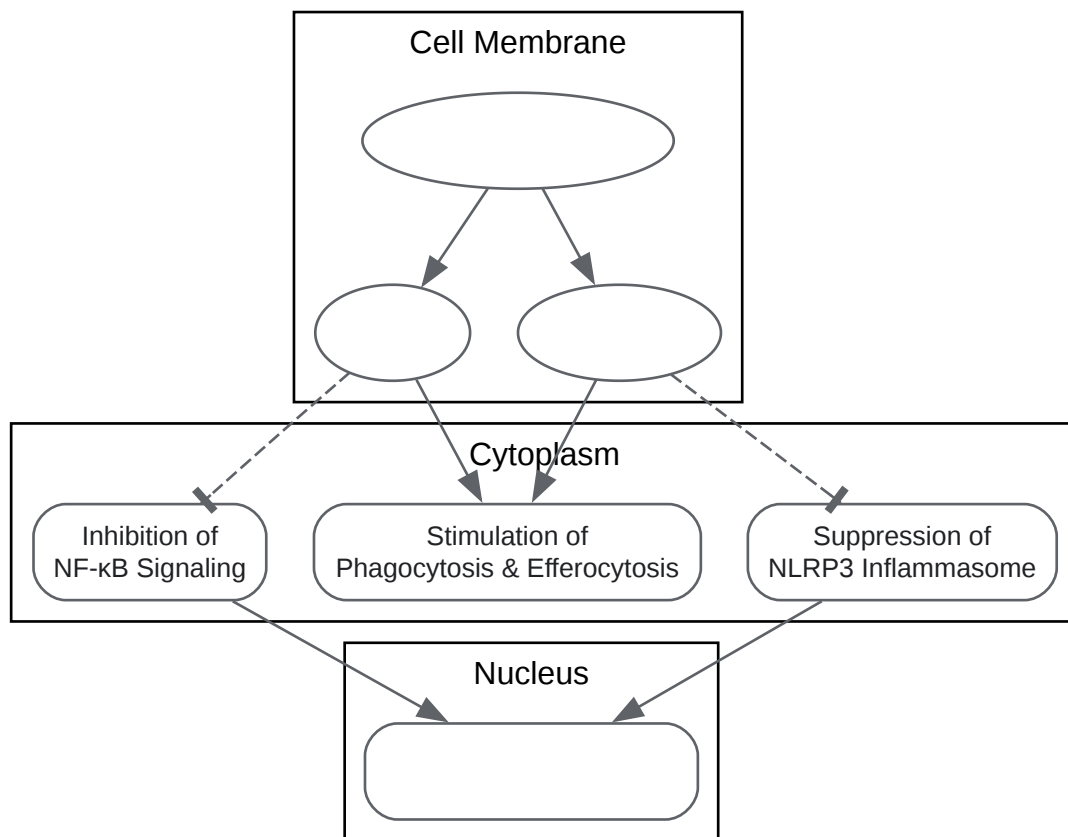 Cell Membrane
Cytoplasm
Inhibition of
NF-κB Signaling
Stimulation of
Phagocytosis & Efferocytosis
Suppression of
NLRP3 Inflammasome
Nucleus